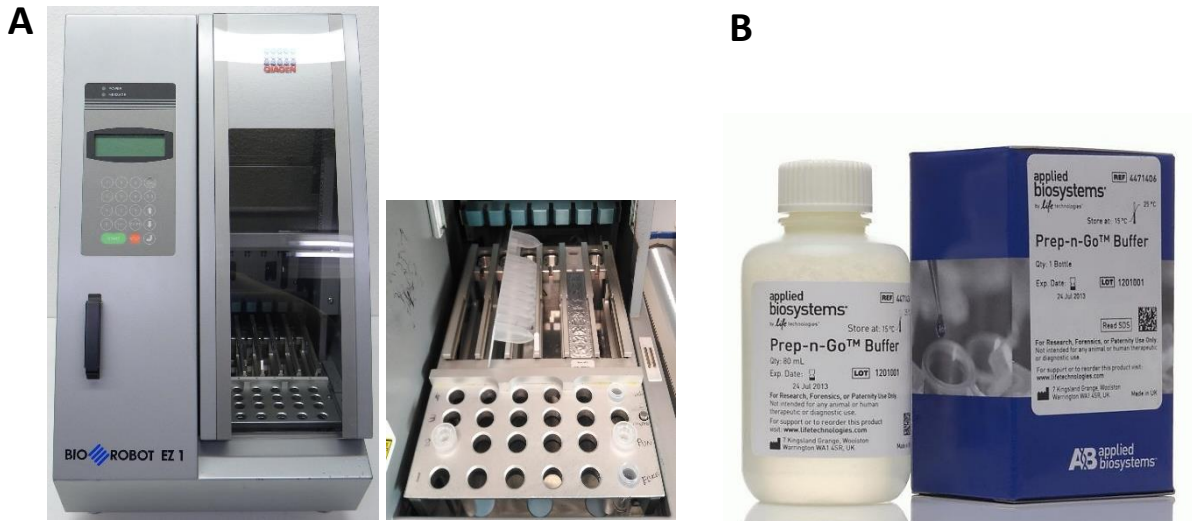 A
POWER
QIAGEN
BIO ROBOT EZ 1
B
applied
biosystems
by life technologies™
Store at: 15°C
Prep-n-Go™ Buffer
Qty: 80 mL
Exp. Date:
LOT 1201001
24 Jul 2013
For Research, Forensics, or Paternity Use Only.
Not intended for any animal or human
therapeutic or diagnostic use.
For support or to reorder this product
visit: www.lifetechnologies.com
7 Kingsland Grange, Woolston
Warrington WA1 4SR, UK
applied
biosystems
by life technologies™
REF 4471406
Store at: 15°C 25°C
Prep-n-Go™ Buffer
Qty: 1 Bottle
Exp. Date:
LOT 1201001
24 Jul 2013
Read SDS
For Research, Forensics, or Paternity Use Only.
Not intended for any animal or human therapeutic
or diagnostic use.
For support or to reorder this product visit:
www.lifetechnologies.com
7 Kingsland Grange, Woolston
Warrington WA1 4SR, UK
Made in UK
AB applied
biosystems